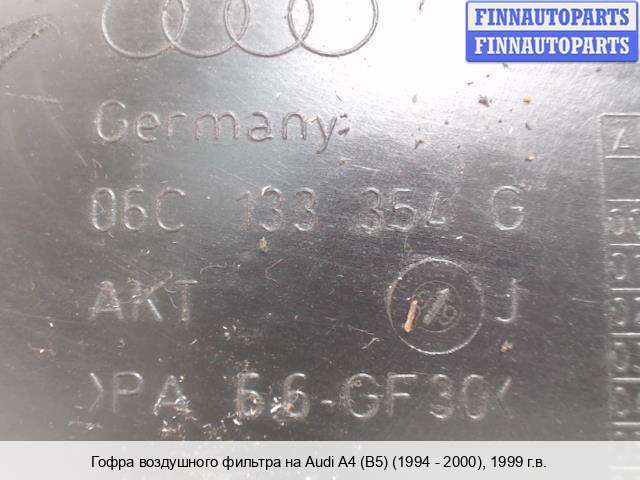 FINNAUTOPARTS
FINNAUTOPARTS
Germany
06C 133 354 G
AKT J
>PA 66-GF30<
Гофра воздушного фильтра на Audi A4 (B5) (1994 - 2000), 1999 г.в.